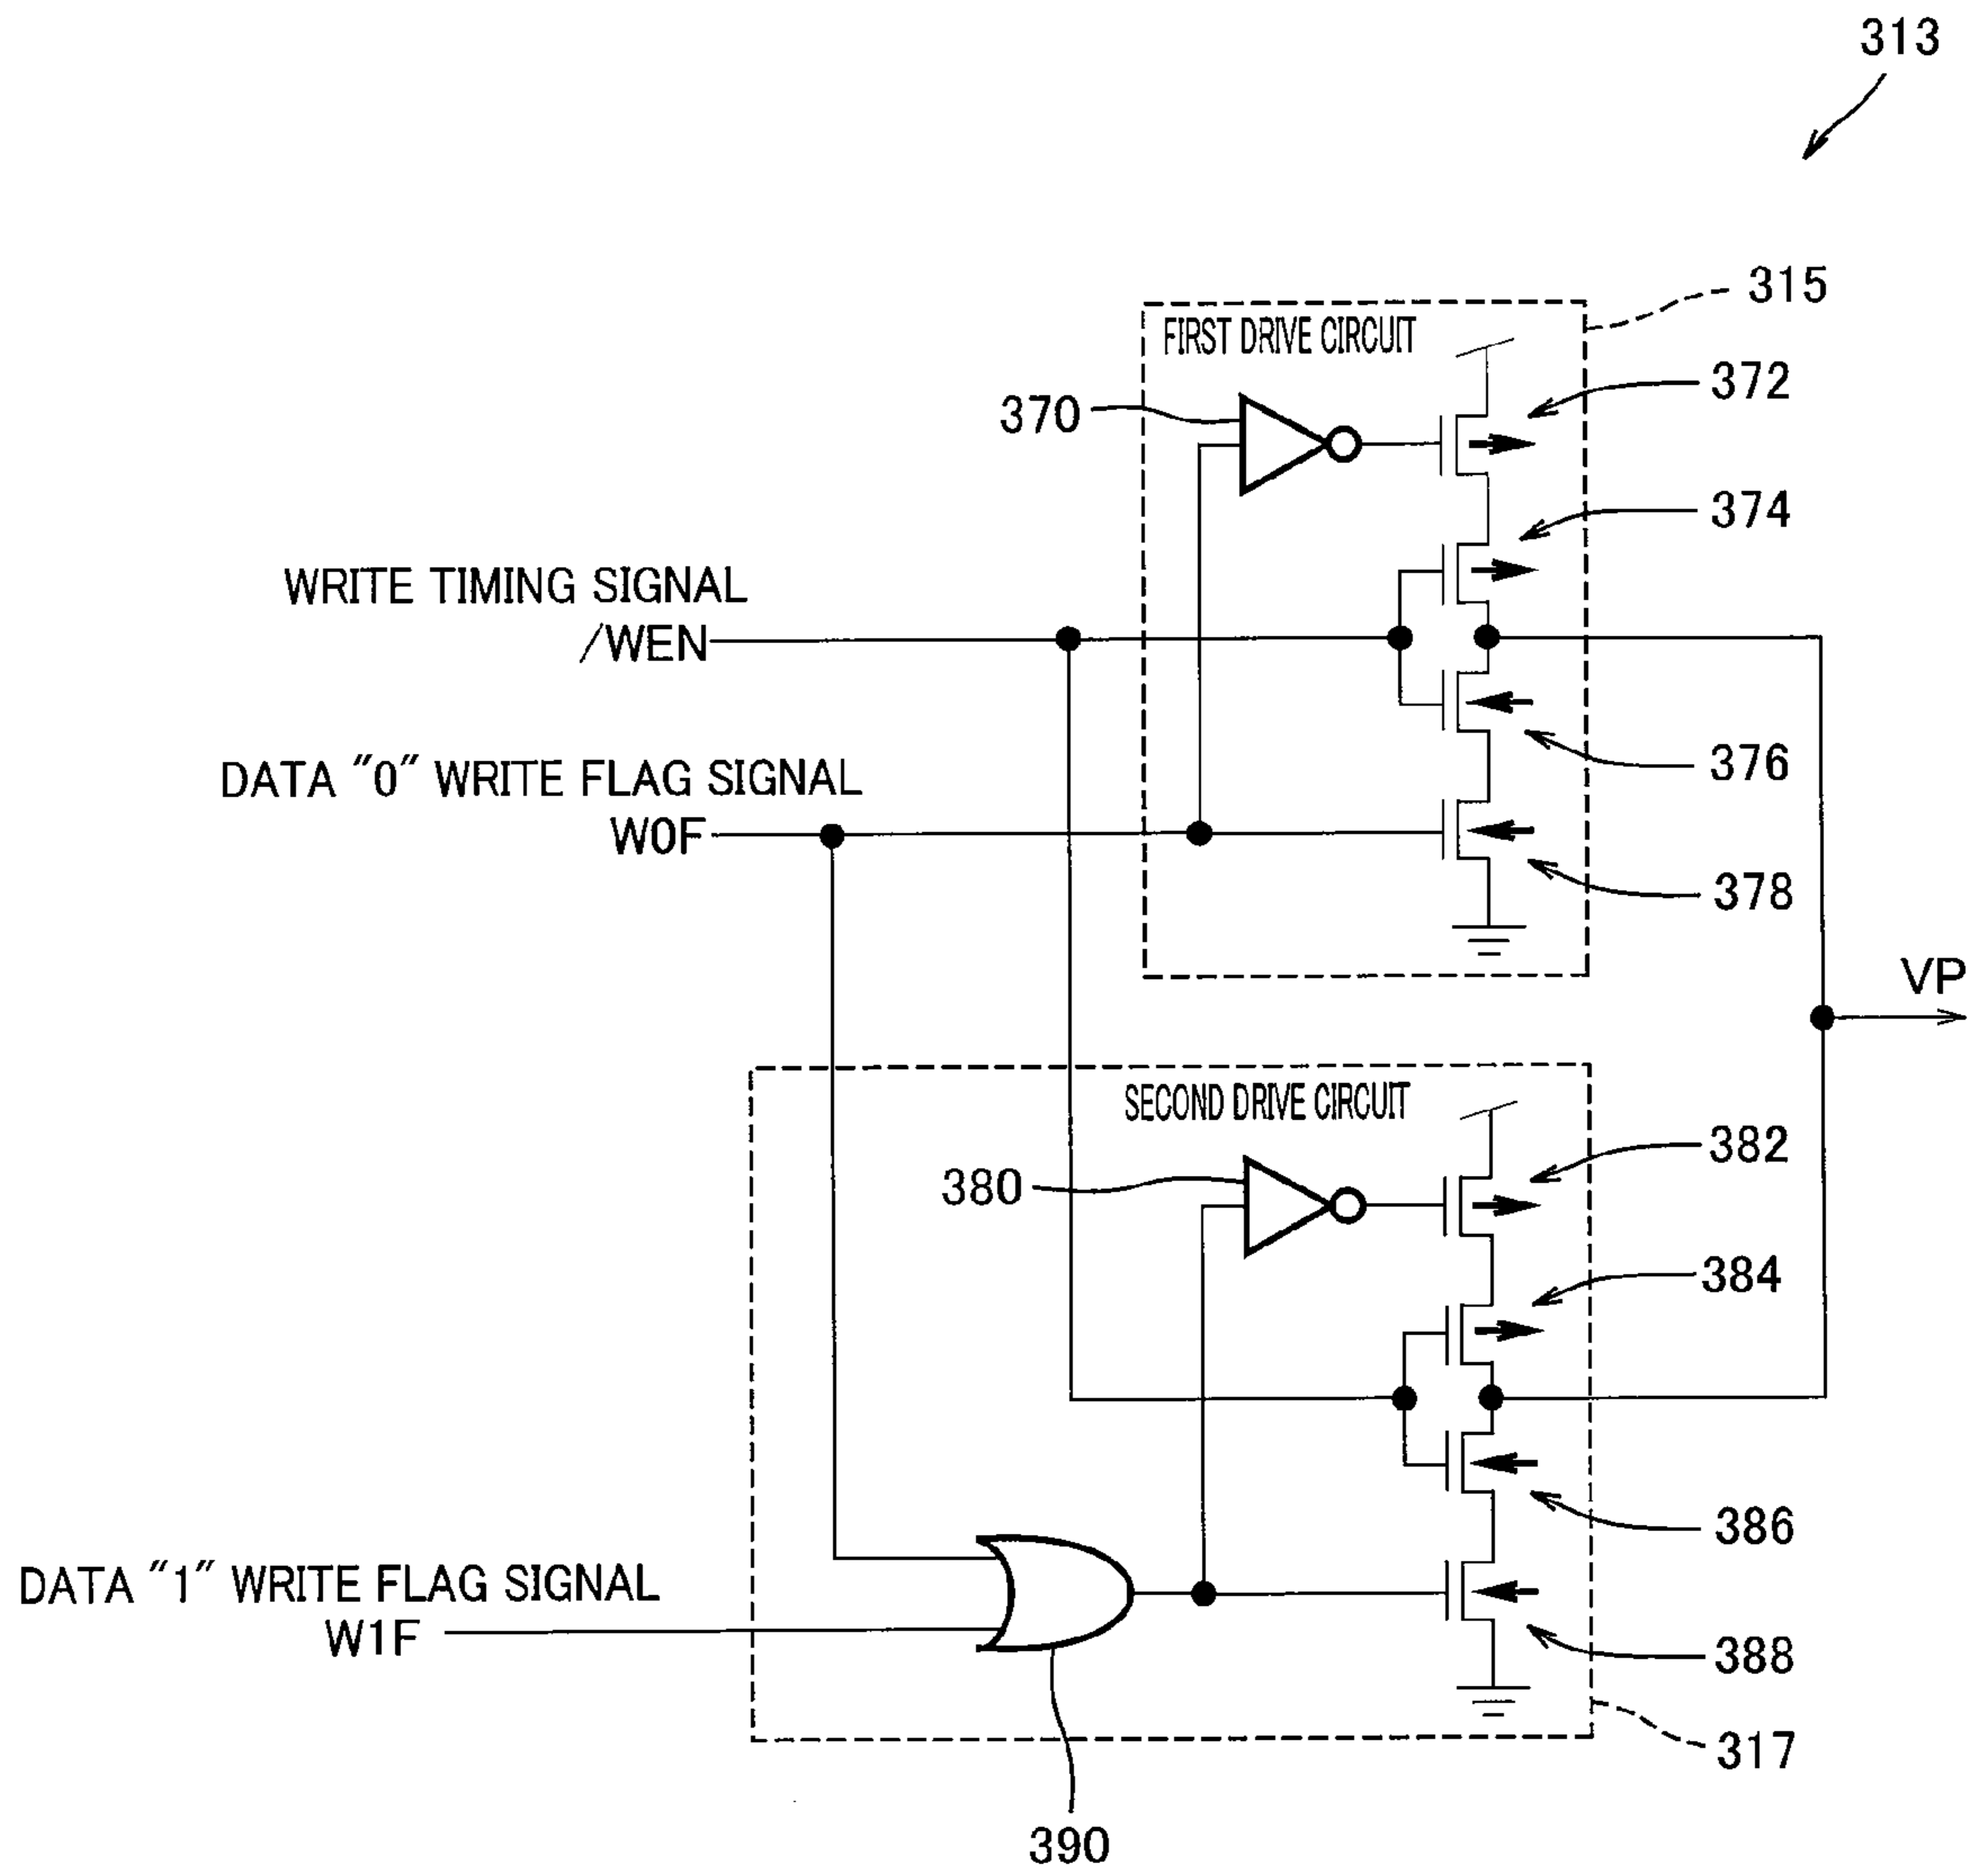 313
315
FIRST DRIVE CIRCUIT
372
370
374
WRITE TIMING SIGNAL
/WEN
376
DATA "0" WRITE FLAG SIGNAL
W0F
378
VP
SECOND DRIVE CIRCUIT
382
380
384
386
DATA "1" WRITE FLAG SIGNAL
W1F
388
317
390